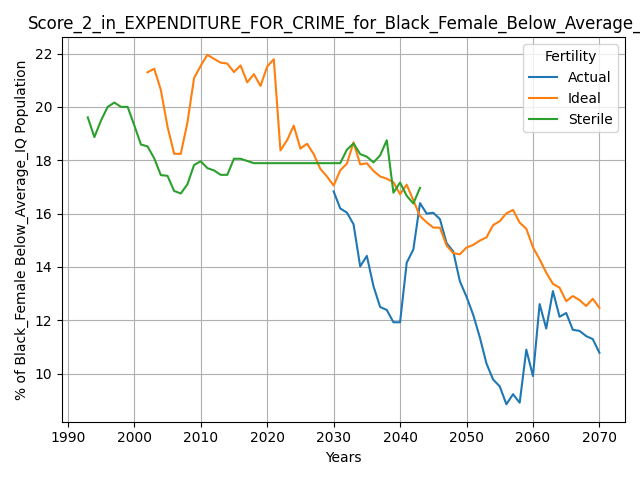 Score_2_in_EXPENDITURE_FOR_CRIME_for_Black_Female_Below_Average_
Fertility
Actual
Ideal
Sterile
% of Black_Female Below_Average_IQ Population
22
20
18
16
14
12
10
1990 2000 2010 2020 2030 2040 2050 2060 2070
Years